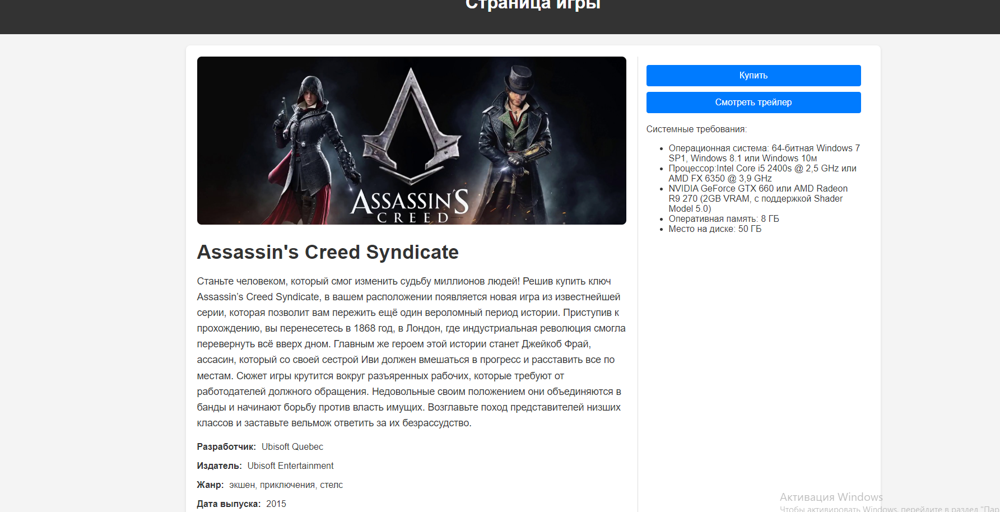 Страница игры
ASSASSIN'S
CREED
Купить
Смотреть трейлер
Системные требования:
Операционная система: 64-битная Windows 7
SP1, Windows 8.1 или Windows 10м
Процессор:Intel Core i5 2400s @ 2,5 GHz или
AMD FX 6350 @ 3,9 GHz
NVIDIA GeForce GTX 660 или AMD Radeon
R9 270 (2GB VRAM, с поддержкой Shader
Model 5.0)
Оперативная память: 8 ГБ
Место на диске: 50 ГБ
Assassin's Creed Syndicate
Станьте человеком, который смог изменить судьбу миллионов людей! Решив купить ключ
Assassin’s Creed Syndicate, в вашем расположении появляется новая игра из известнейшей
серии, которая позволит вам пережить ещё один вероломный период истории. Приступив к
прохождению, вы перенесетесь в 1868 год, в Лондон, где индустриальная революция смогла
перевернуть всё вверх дном. Главным же героем этой истории станет Джейкоб Фрай,
ассасин, который со своей сестрой Иви должен вмешаться в прогресс и расставить все по
местам. Сюжет игры крутится вокруг разъяренных рабочих, которые требуют от
работодателей должного обращения. Недовольные своим положением они объединяются в
банды и начинают борьбу против власть имущих. Возглавьте поход представителей низших
классов и заставьте вельмож ответить за их безрассудство.
Разработчик: Ubisoft Quebec
Издатель: Ubisoft Entertainment
Жанр: экшен, приключения, стелс
Дата выпуска: 2015
Активация Windows
Чтобы активировать Windows, перейдите в раздел "Пар